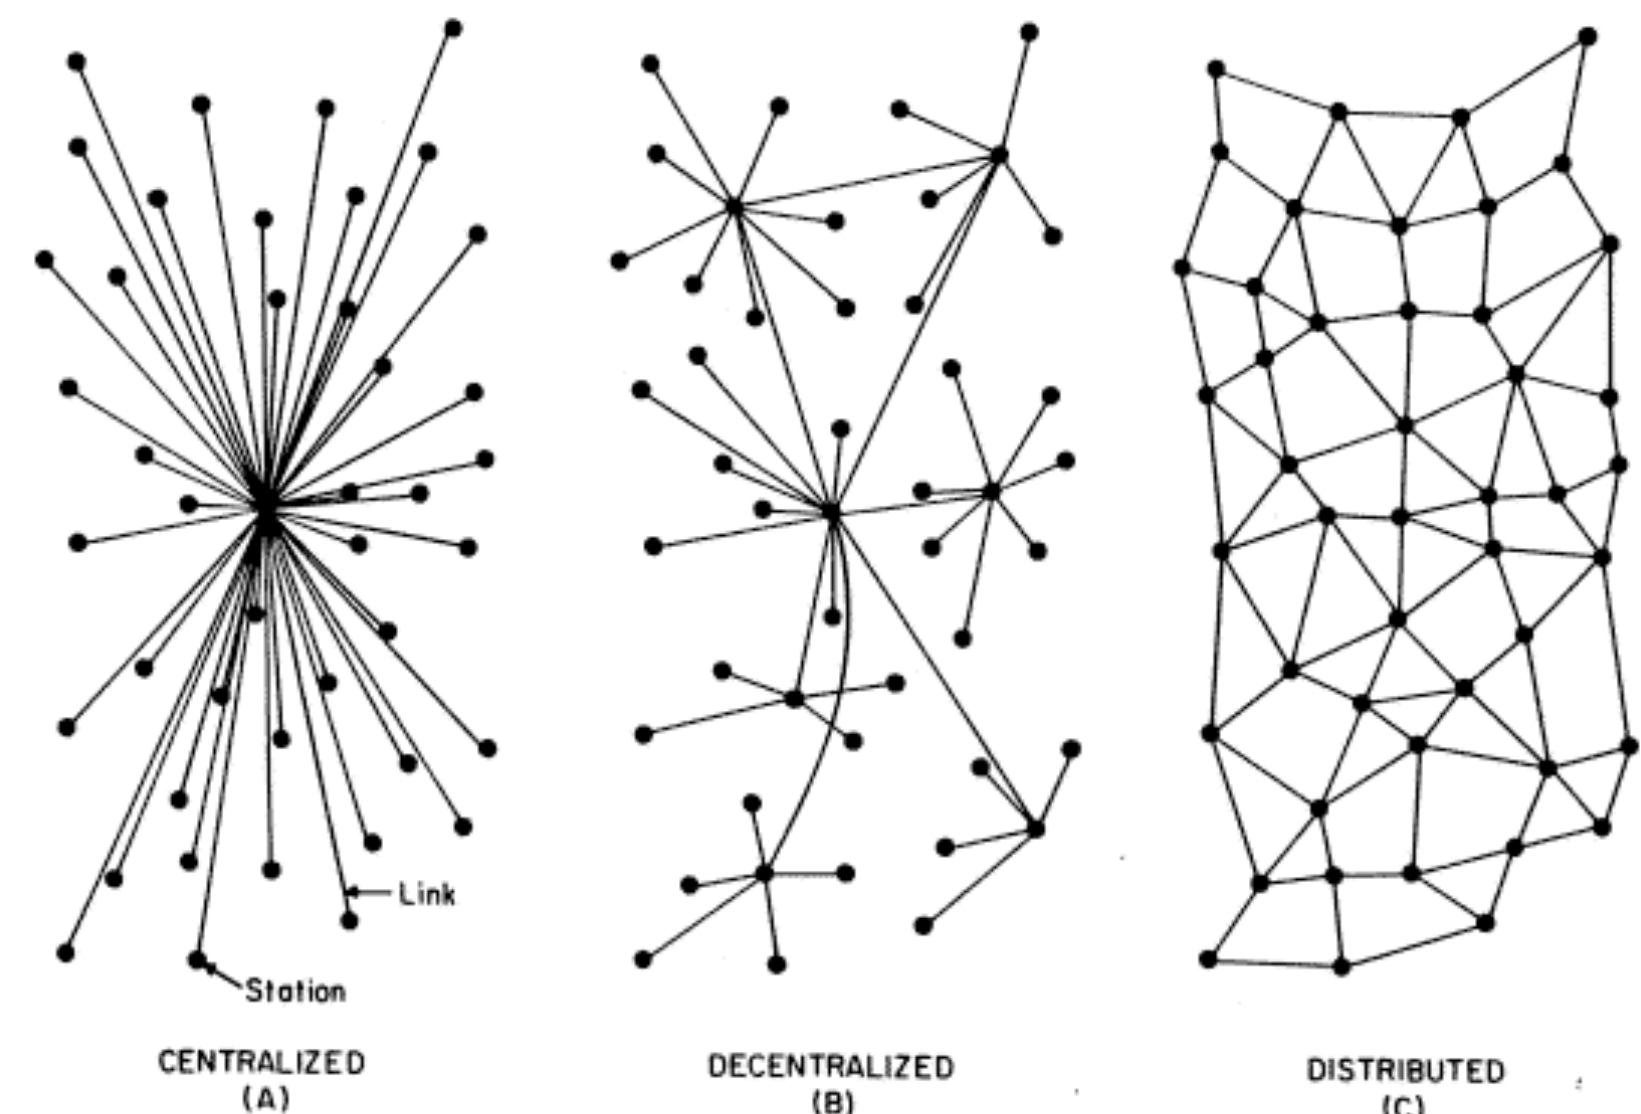 Link
Station
CENTRALIZED
(A)
DECENTRALIZED
(B)
DISTRIBUTED
(C)